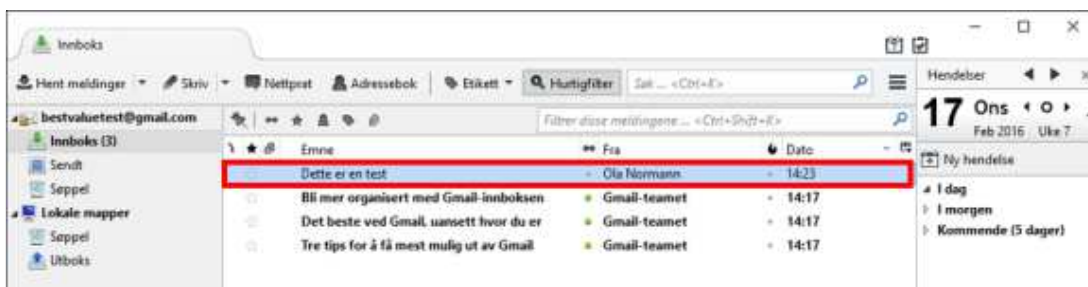 Innboks
Hent meldinger Skriv Nettprat Adressebok Etikett Hurtigfilter Søk ... <Ctrl+K>
bestvaluetest@gmail.com
Innboks (3)
Sendt
Søppel
Lokale mapper
Søppel
Utboks
Filtrer disse meldingene ... <Ctrl+Shift+K>
Emne Fra Dato
Dette er en test Ola Normann 14:23
Bli mer organisert med Gmail-innboksen Gmail-teamet 14:17
Det beste ved Gmail, uansett hvor du er Gmail-teamet 14:17
Tre tips for å få mest mulig ut av Gmail Gmail-teamet 14:17
Hendelser
17 Ons
Feb 2016 Uke 7
Ny hendelse
I dag
I morgen
Kommende (5 dager)